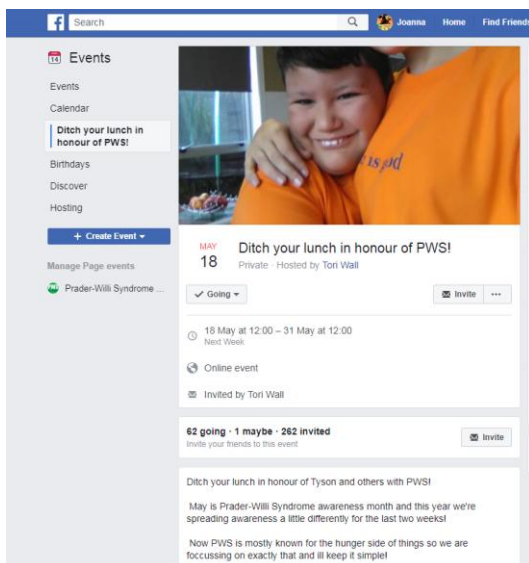 Search
Joanna Home Find Friends
14 Events
Events
Calendar
Ditch your lunch in
honour of PWS!
Birthdays
Discover
Hosting
+ Create Event
Manage Page events
Prader-Willi Syndrome ...
is good
MAY
18
Ditch your lunch in honour of PWS!
Private · Hosted by Tori Wall
✓ Going
Invite ...
18 May at 12:00 – 31 May at 12:00
Next Week
Online event
Invited by Tori Wall
62 going · 1 maybe · 262 invited
Invite your friends to this event
Invite
Ditch your lunch in honour of Tyson and others with PWS!
May is Prader-Willi Syndrome awareness month and this year we're
spreading awareness a little differently for the last two weeks!
Now PWS is mostly known for the hunger side of things so we are
foccussing on exactly that and ill keep it simple!